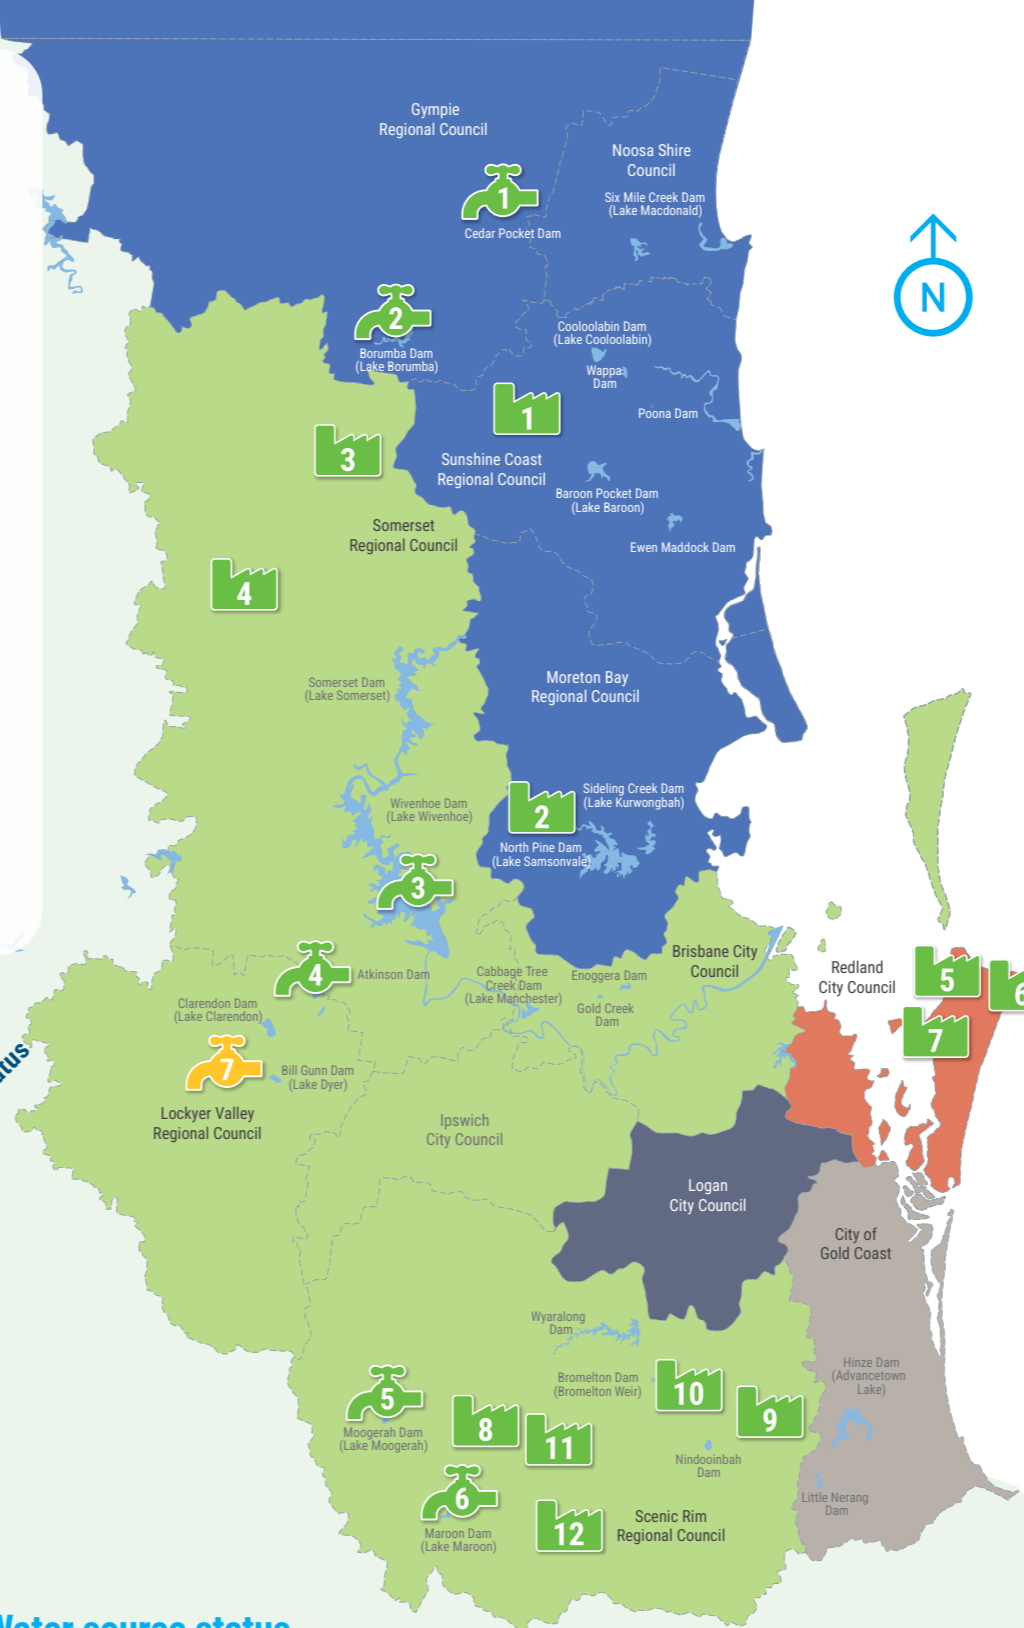 Gympie
Regional Council
Noosa Shire
Council
Six Mile Creek Dam
(Lake Macdonald)
1
Cedar Pocket Dam
N
2
Borumba Dam
(Lake Borumba)
Cooloolabin Dam
(Lake Cooloolabin)
Wappa
Dam
Poona Dam
1
3
Sunshine Coast
Regional Council
Baroon Pocket Dam
(Lake Baroon)
Ewen Maddock Dam
Somerset
Regional Council
4
Somerset Dam
(Lake Somerset)
Moreton Bay
Regional Council
Wivenhoe Dam
(Lake Wivenhoe)
Sideling Creek Dam
(Lake Kurwongbah)
2
North Pine Dam
(Lake Samsonvale)
3
4
Atkinson Dam
Cabbage Tree
Creek Dam
(Lake Manchester)
Enoggera Dam
Gold Creek
Dam
Brisbane City
Council
Redland
City Council
5
6
7
Clarendon Dam
(Lake Clarendon)
7
Bill Gunn Dam
(Lake Dyer)
Lockyer Valley
Regional Council
Ipswich
City Council
Logan
City Council
City of
Gold Coast
Wyaralong
Dam
Bromelton Dam
(Bromelton Weir)
10
9
Hinze Dam
(Advancetown
Lake)
5
Moogerah Dam
(Lake Moogerah)
8
11
Nindooinbah
Dam
6
Maroon Dam
(Lake Maroon)
12
Scenic Rim
Regional Council
Little Nerang
Dam
Water source status